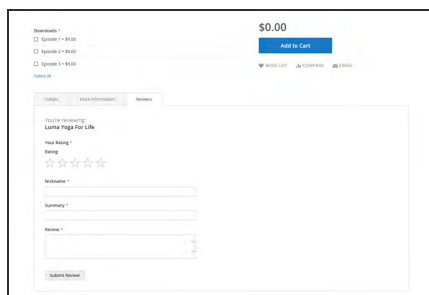 Downloads *
$0.00
Episode 1 + $9.00
Add to Cart
Episode 2 + $9.00
Episode 3 + $9.00
WISH LIST COMPARE EMAIL
Select all
Details More Information Reviews
You're reviewing:
Luma Yoga For Life
Your Rating *
Rating
Nickname *
Summary *
Review *
Submit Review